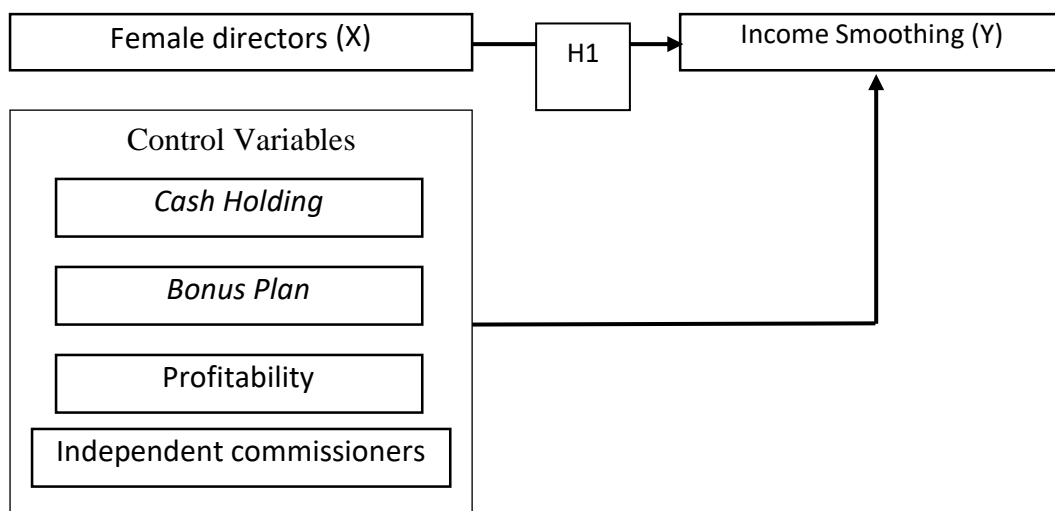 Female directors (X)
H1
Income Smoothing (Y)
Control Variables
Cash Holding
Bonus Plan
Profitability
Independent commissioners